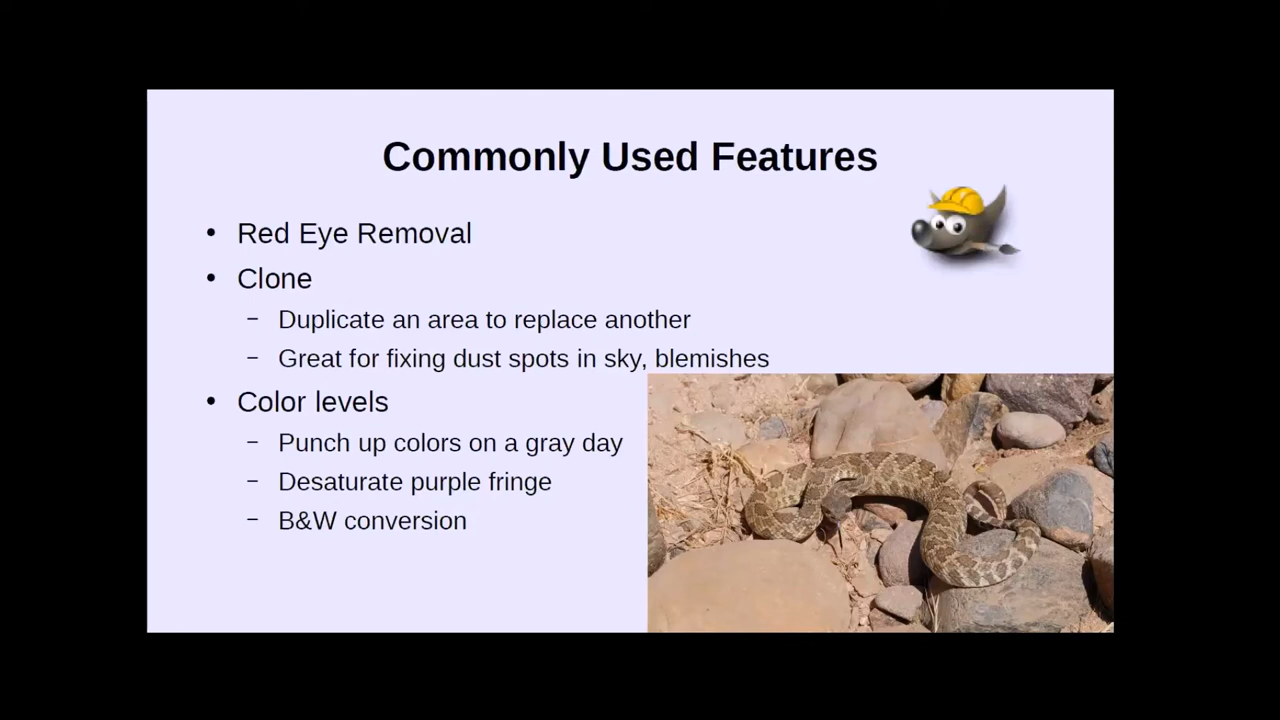 Commonly Used Features
• Red Eye Removal
• Clone
– Duplicate an area to replace another
– Great for fixing dust spots in sky, blemishes
• Color levels
– Punch up colors on a gray day
– Desaturate purple fringe
– B&W conversion